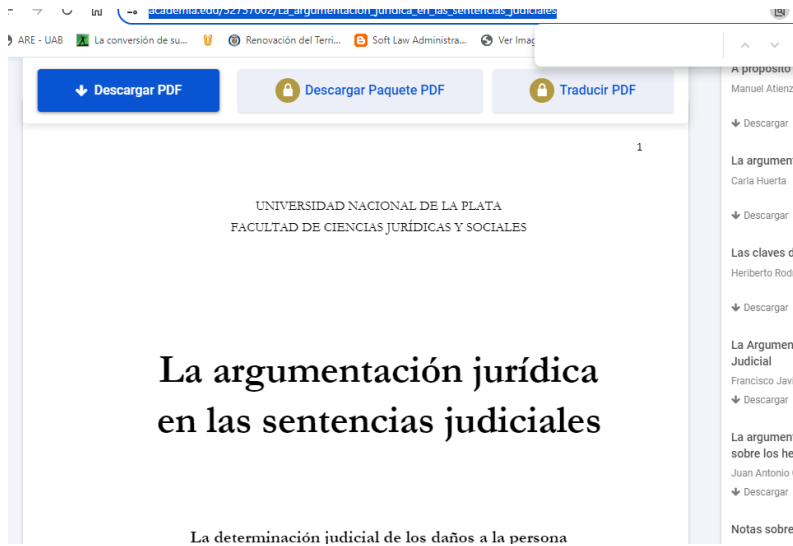 academia.edu/32757002/La_argumentación_jurídica_en_las_sentencias_judiciales
ARE - UAB
La conversión de su...
Renovación del Terri...
Soft Law Administra...
Ver Imag
Descargar PDF
Descargar Paquete PDF
Traducir PDF
1
UNIVERSIDAD NACIONAL DE LA PLATA
FACULTAD DE CIENCIAS JURÍDICAS Y SOCIALES
La argumentación jurídica
en las sentencias judiciales
La determinación judicial de los daños a la persona
A propósito
Manuel Atienz
Descargar
La argumen
Carla Huerta
Descargar
Las claves d
Heriberto Rod
Descargar
La Argumen
Judicial
Francisco Javi
Descargar
La argumen
sobre los he
Juan Antonio
Descargar
Notas sobre